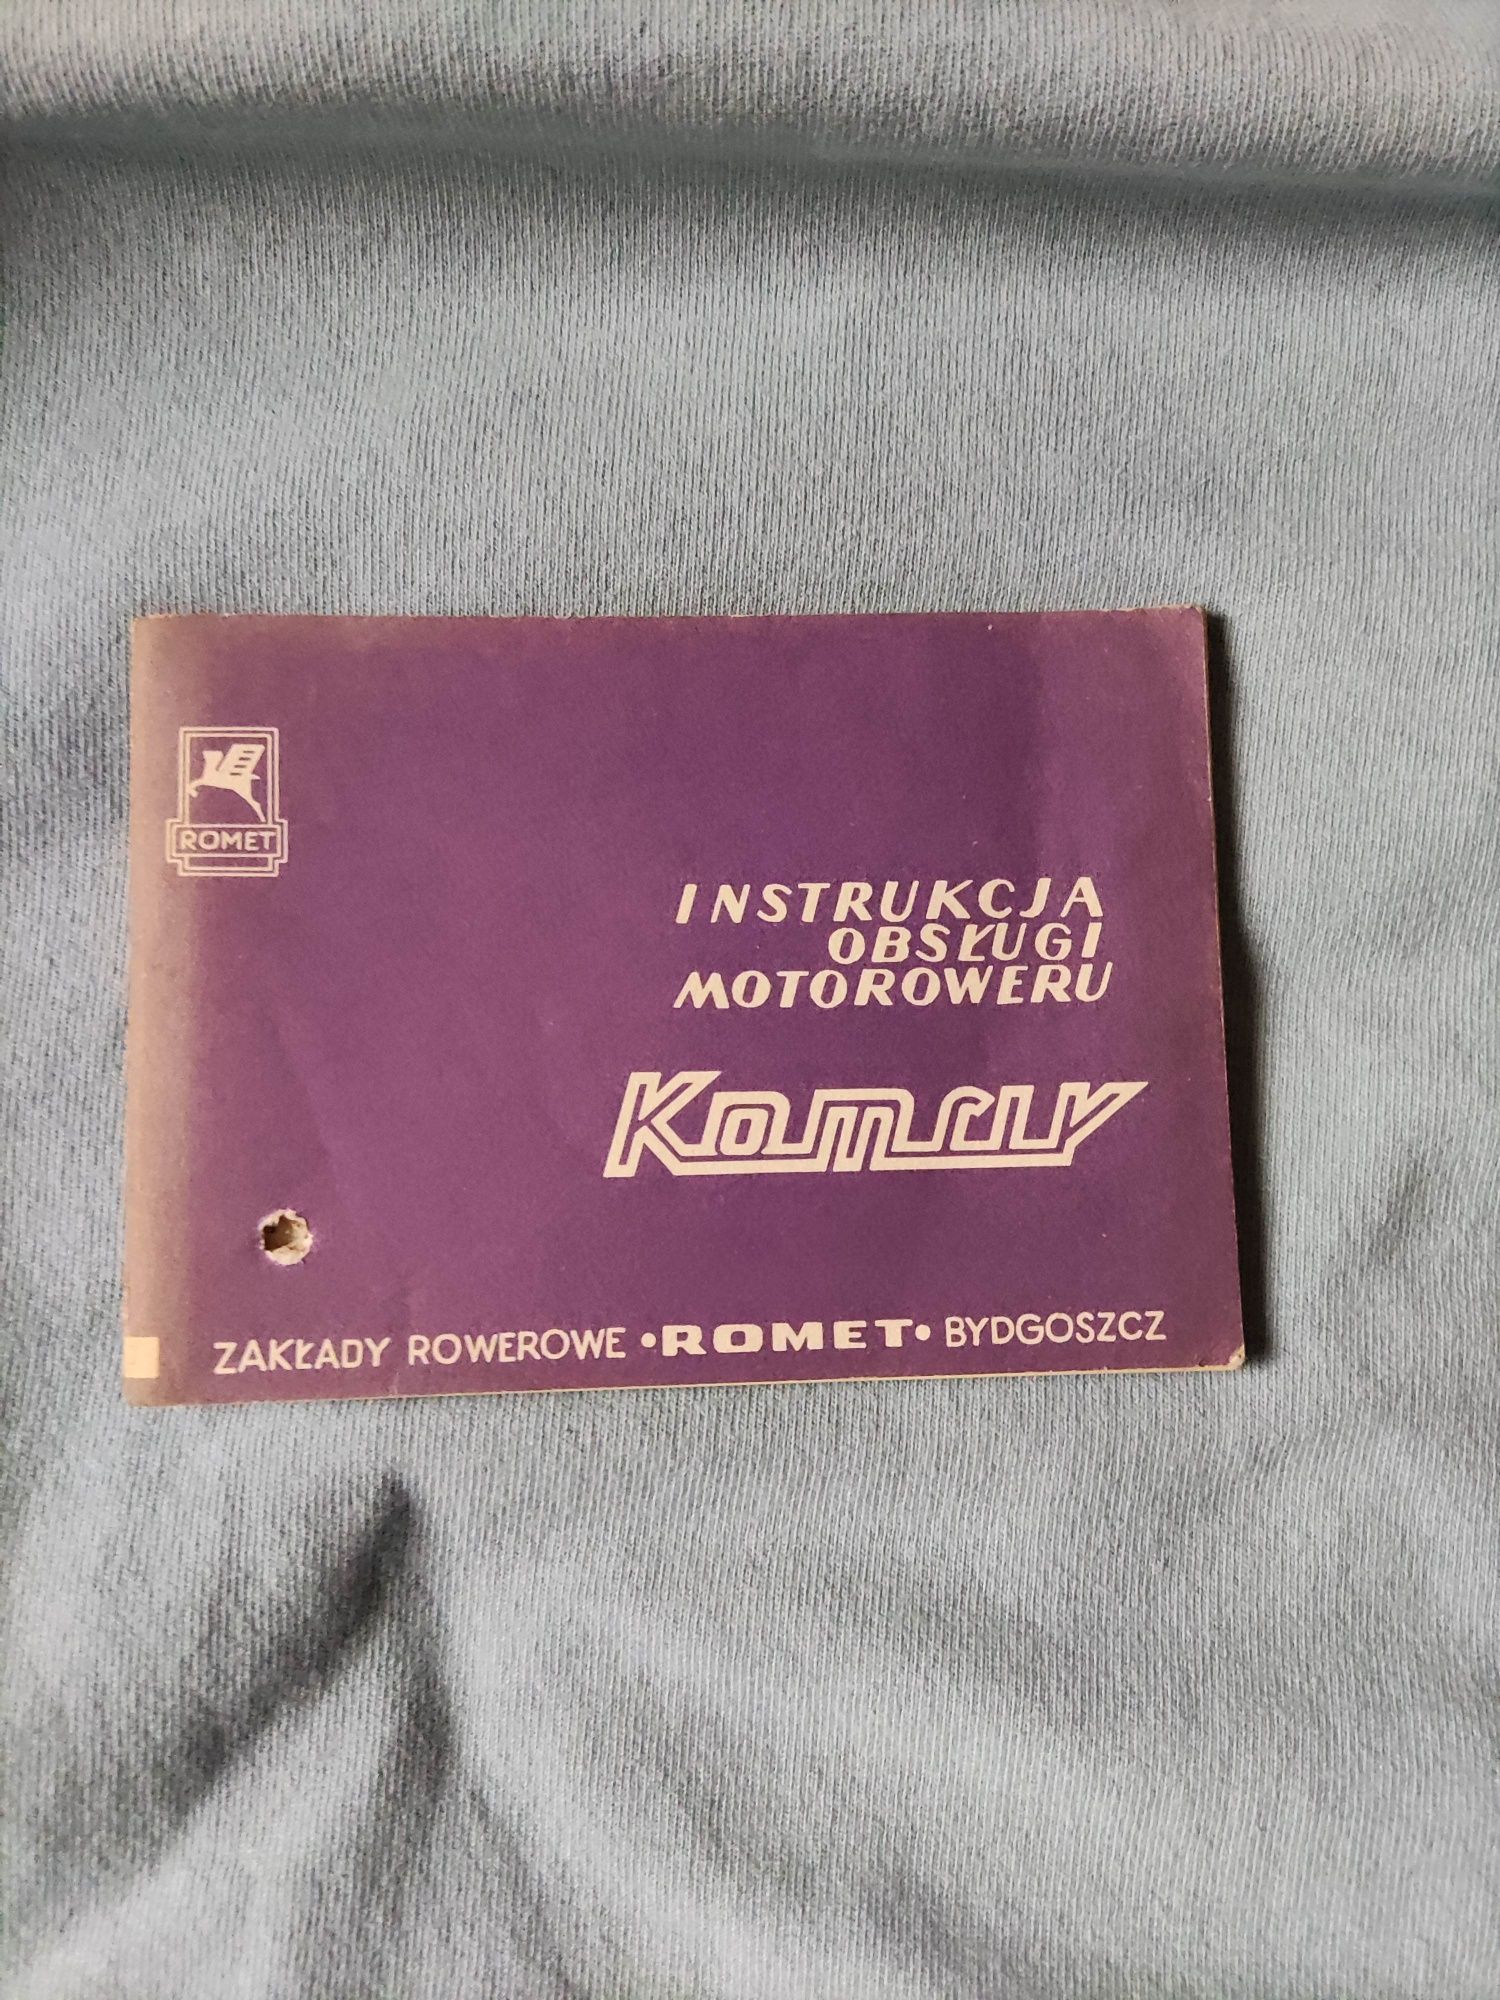 ROMET
INSTRUKCJA
OBSŁUGI
MOTOROWERU
Komar
ZAKŁADY ROWEROWE • ROMET • BYDGOSZCZ